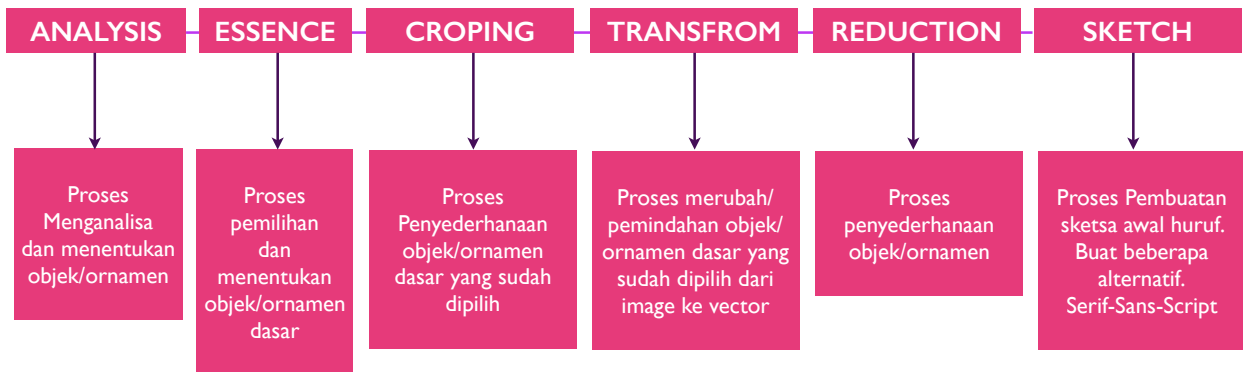 ANALYSIS
ESSENCE
CROPING
TRANSFROM
REDUCTION
SKETCH
Proses
Menganalisa
dan menentukan
objek/ornamen
Proses
pemilihan
dan
menentukan
objek/ornamen
dasar
Proses
Penyederhanaan
objek/ornamen
dasar yang sudah
dipilih
Proses merubah/
pemindahan objek/
ornamen dasar yang
sudah dipilih dari
image ke vector
Proses
penyederhanaan
objek/ornamen
Proses Pembuatan
sketsa awal huruf.
Buat beberapa
alternatif.
Serif-Sans-Script